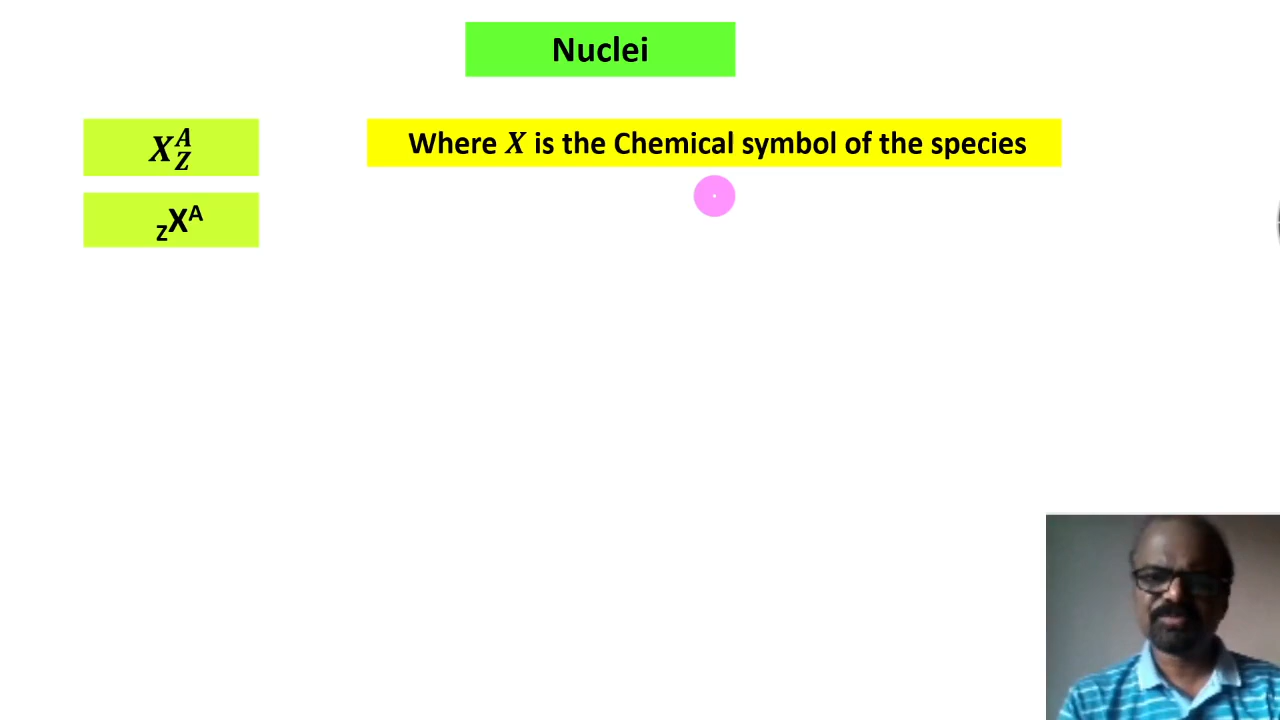 Nuclei
X^A_Z
Where X is the Chemical symbol of the species
_ZX^A